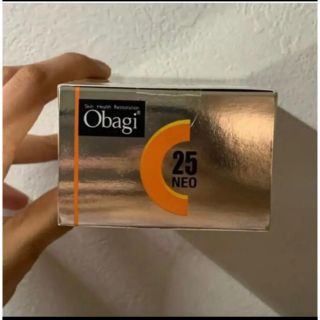 Skin Health Restoration
Obagi®
C 25
NEO